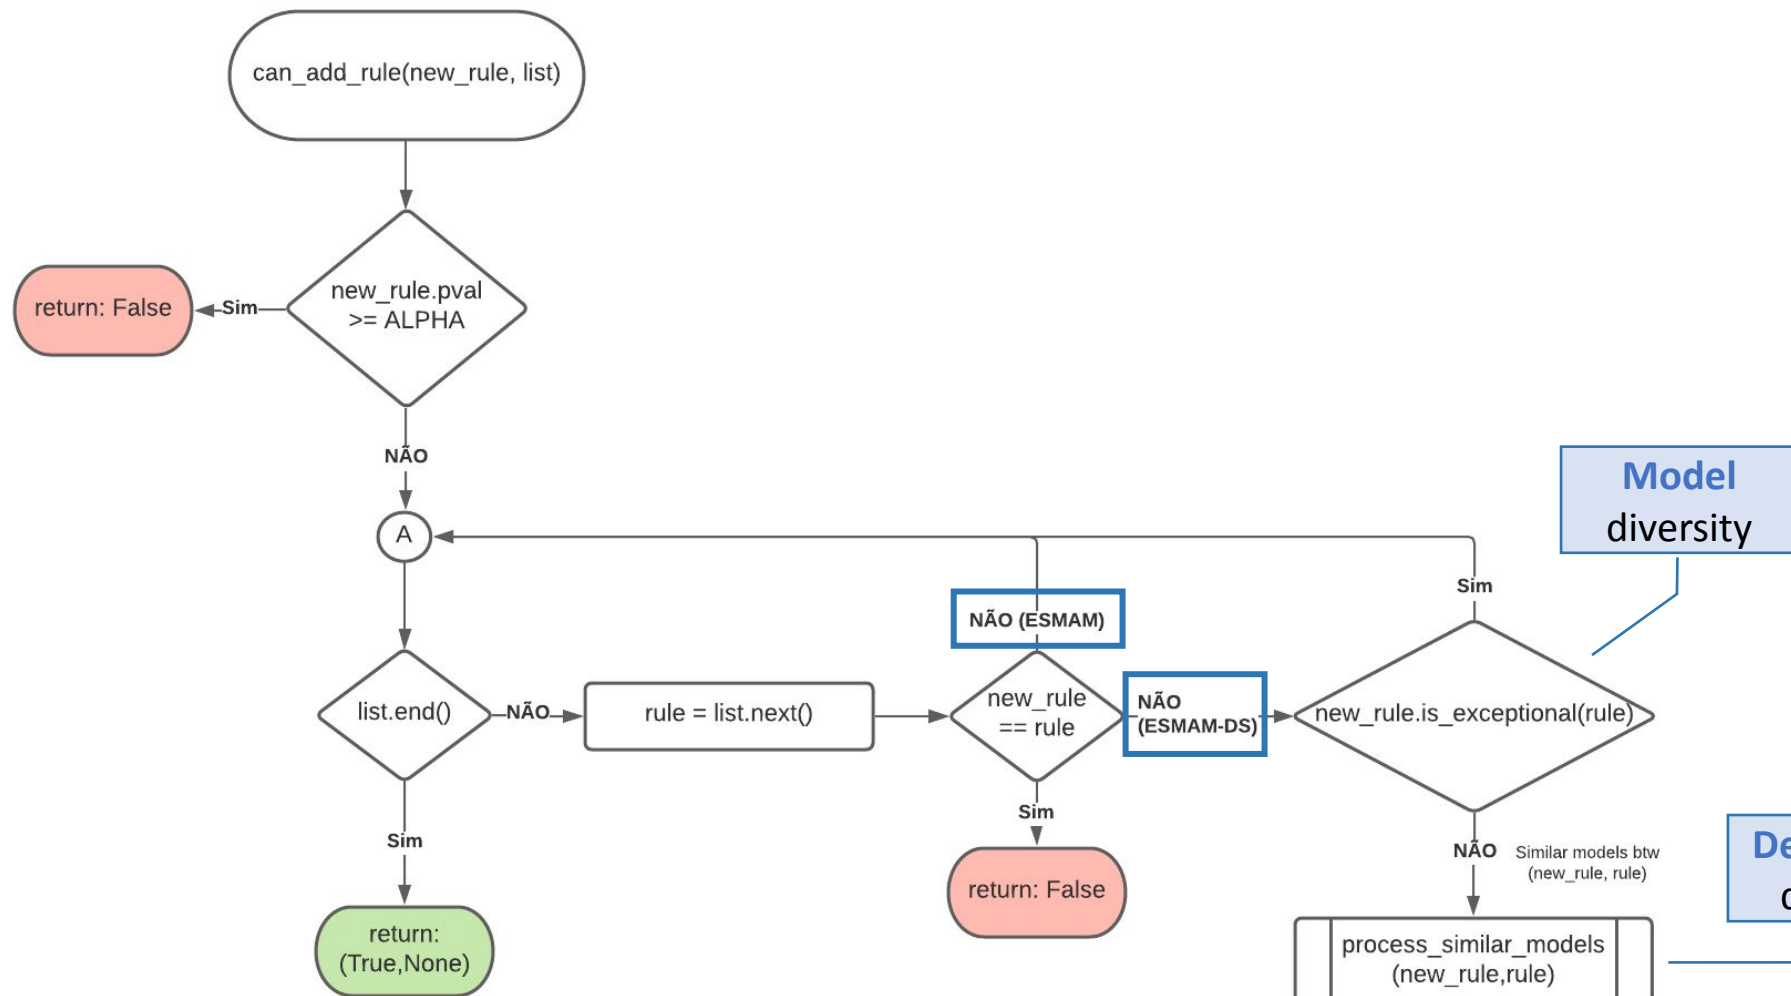 can_add_rule(new_rule, list)
new_rule.pval
>= ALPHA
Sim
return: False
NÃO
A
Model
diversity
Sim
NÃO (ESMAM)
list.end()
NÃO
rule = list.next()
new_rule
== rule
NÃO
(ESMAM-DS)
new_rule.is_exceptional(rule)
Sim
Sim
return:
(True,None)
return: False
NÃO
Similar models btw
(new_rule, rule)
process_similar_models
(new_rule,rule)